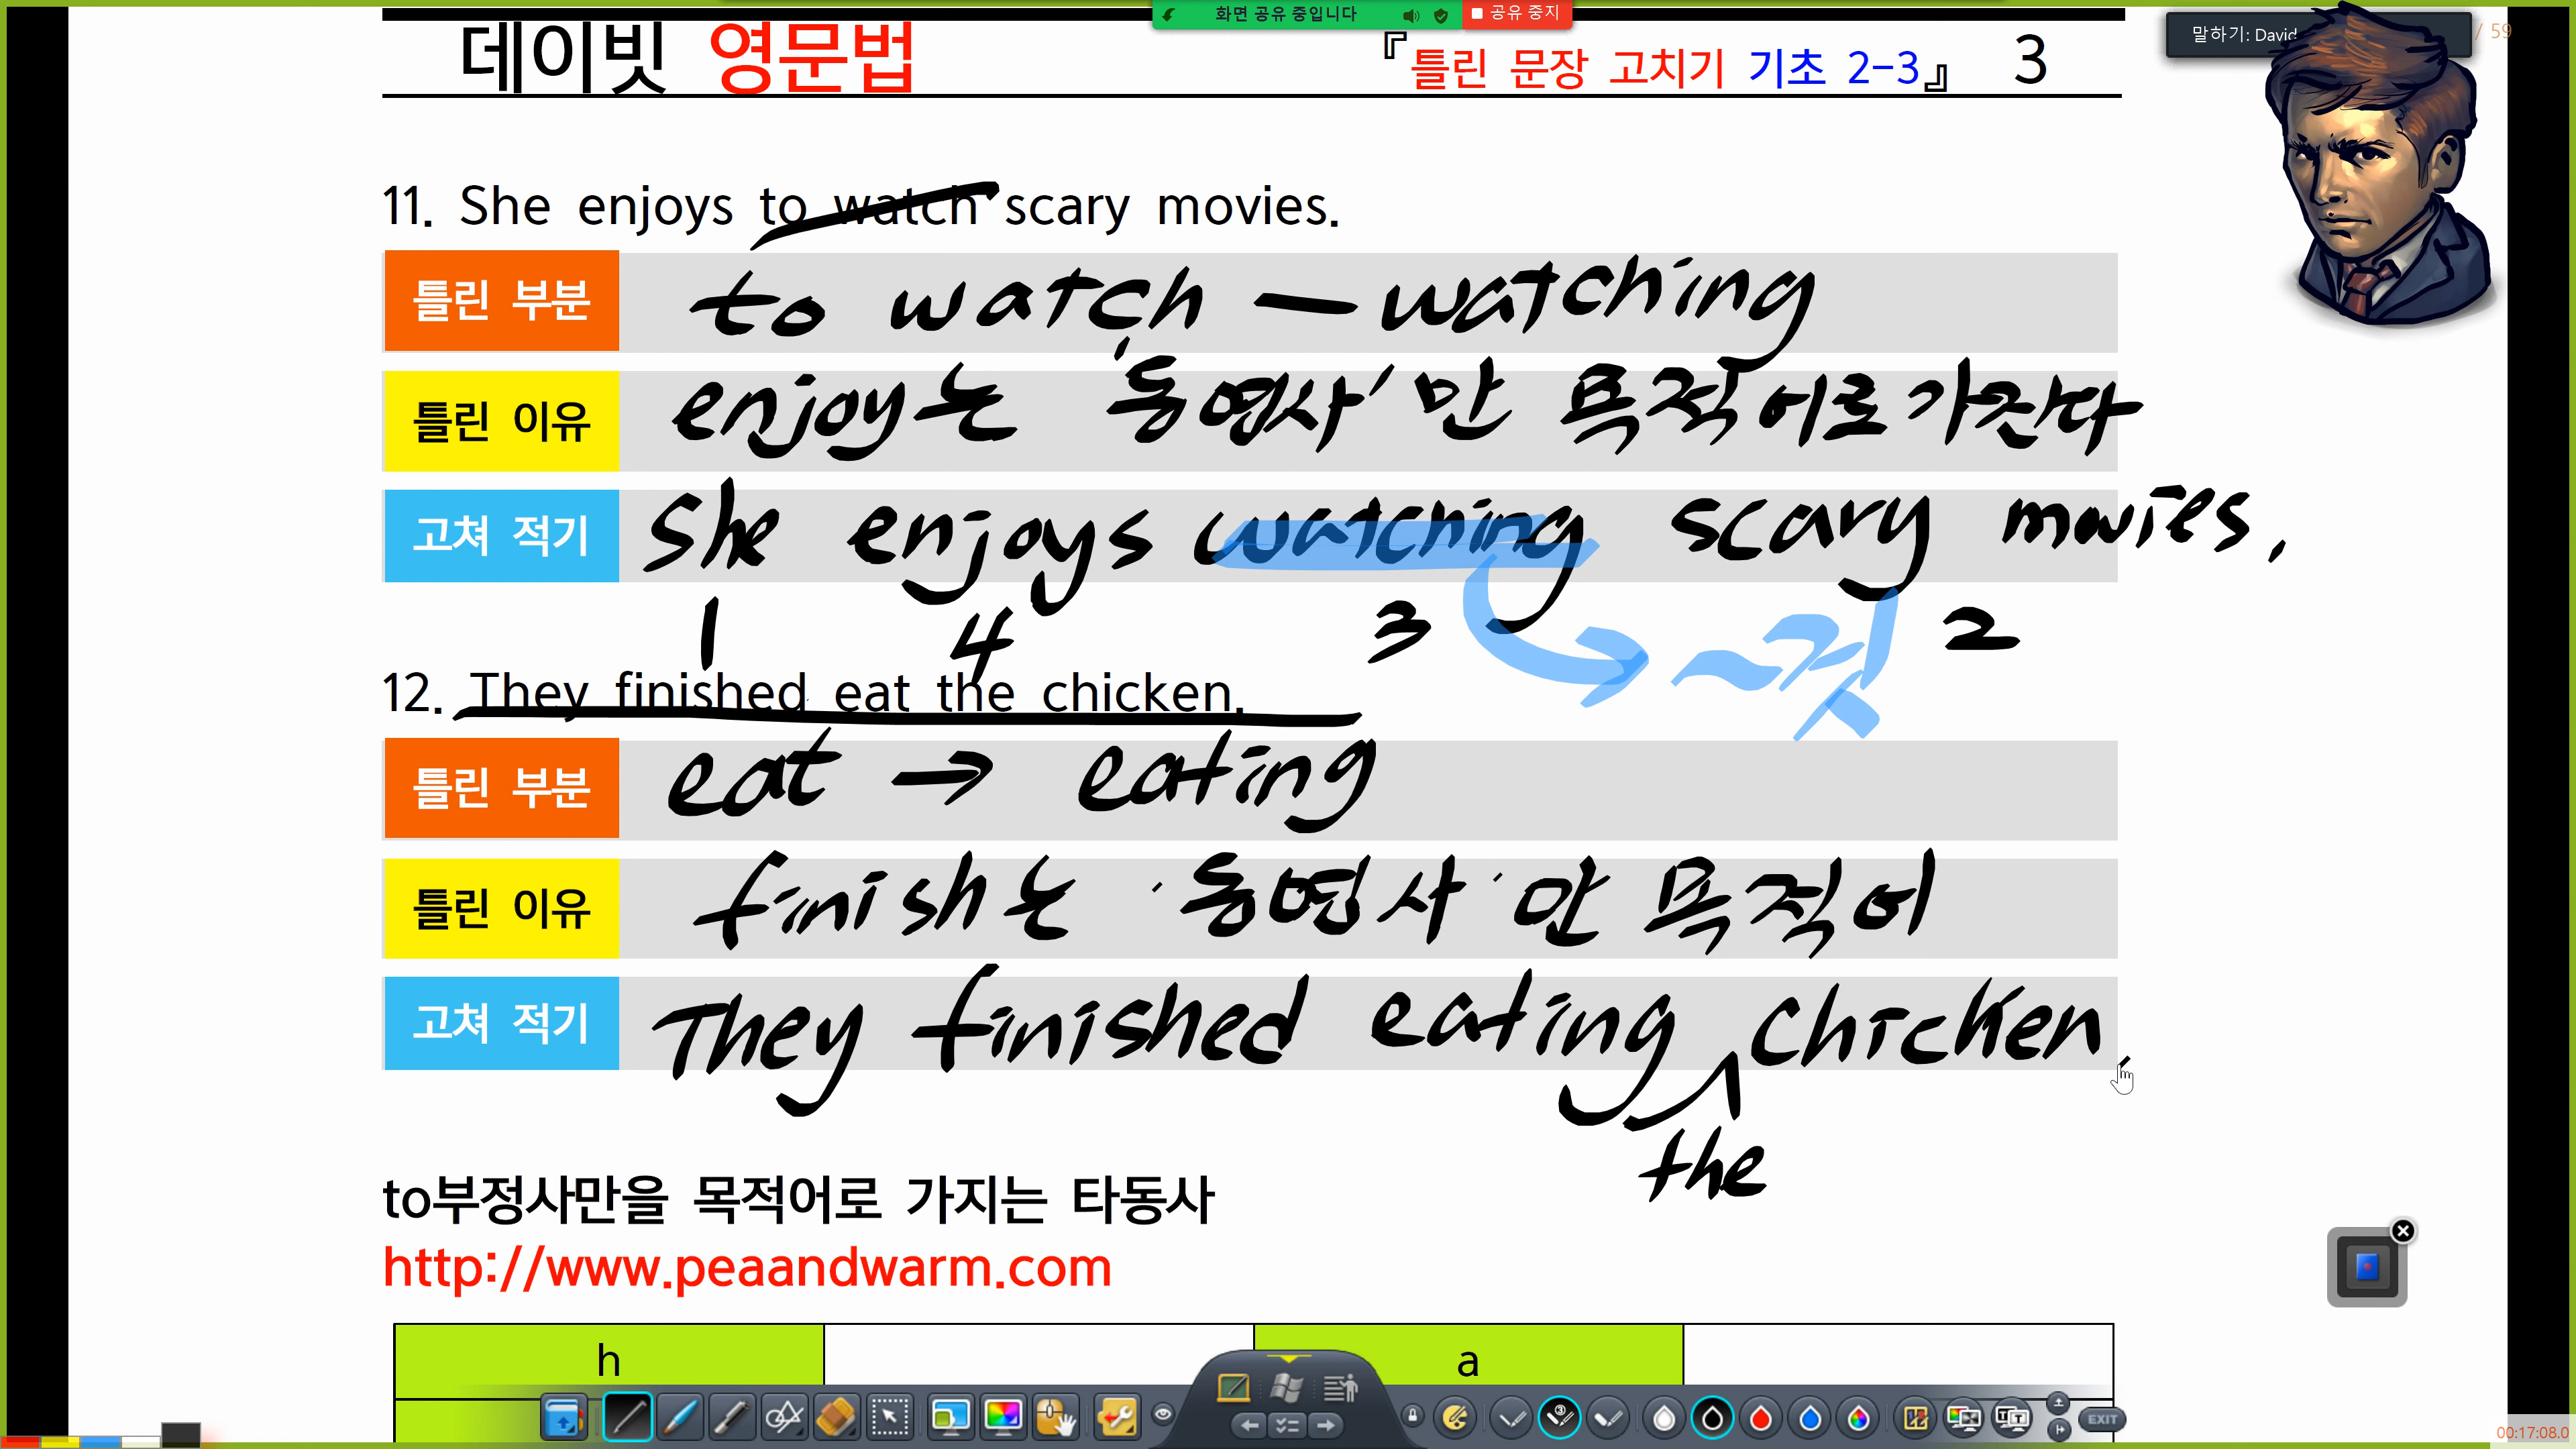 화면 공유 중입니다 공유 중지
말하기: David / 59
데이빗 영문법 『틀린 문장 고치기 기초 2-3』 3
11. She enjoys to watch scary movies.
틀린 부분 to watch — watching
틀린 이유 enjoy는 '동명사'만 목적어로 가진다
고쳐 적기 She enjoys watching scary movies.
1 4 3 2
~것
12. They finished eat the chicken.
틀린 부분 eat → eating
틀린 이유 finish는 '동명사'만 목적어
고쳐 적기 They finished eating chicken.
the
to부정사만을 목적어로 가지는 타동사
http://www.peaandwarm.com
h a
EXIT
00:17:08.0